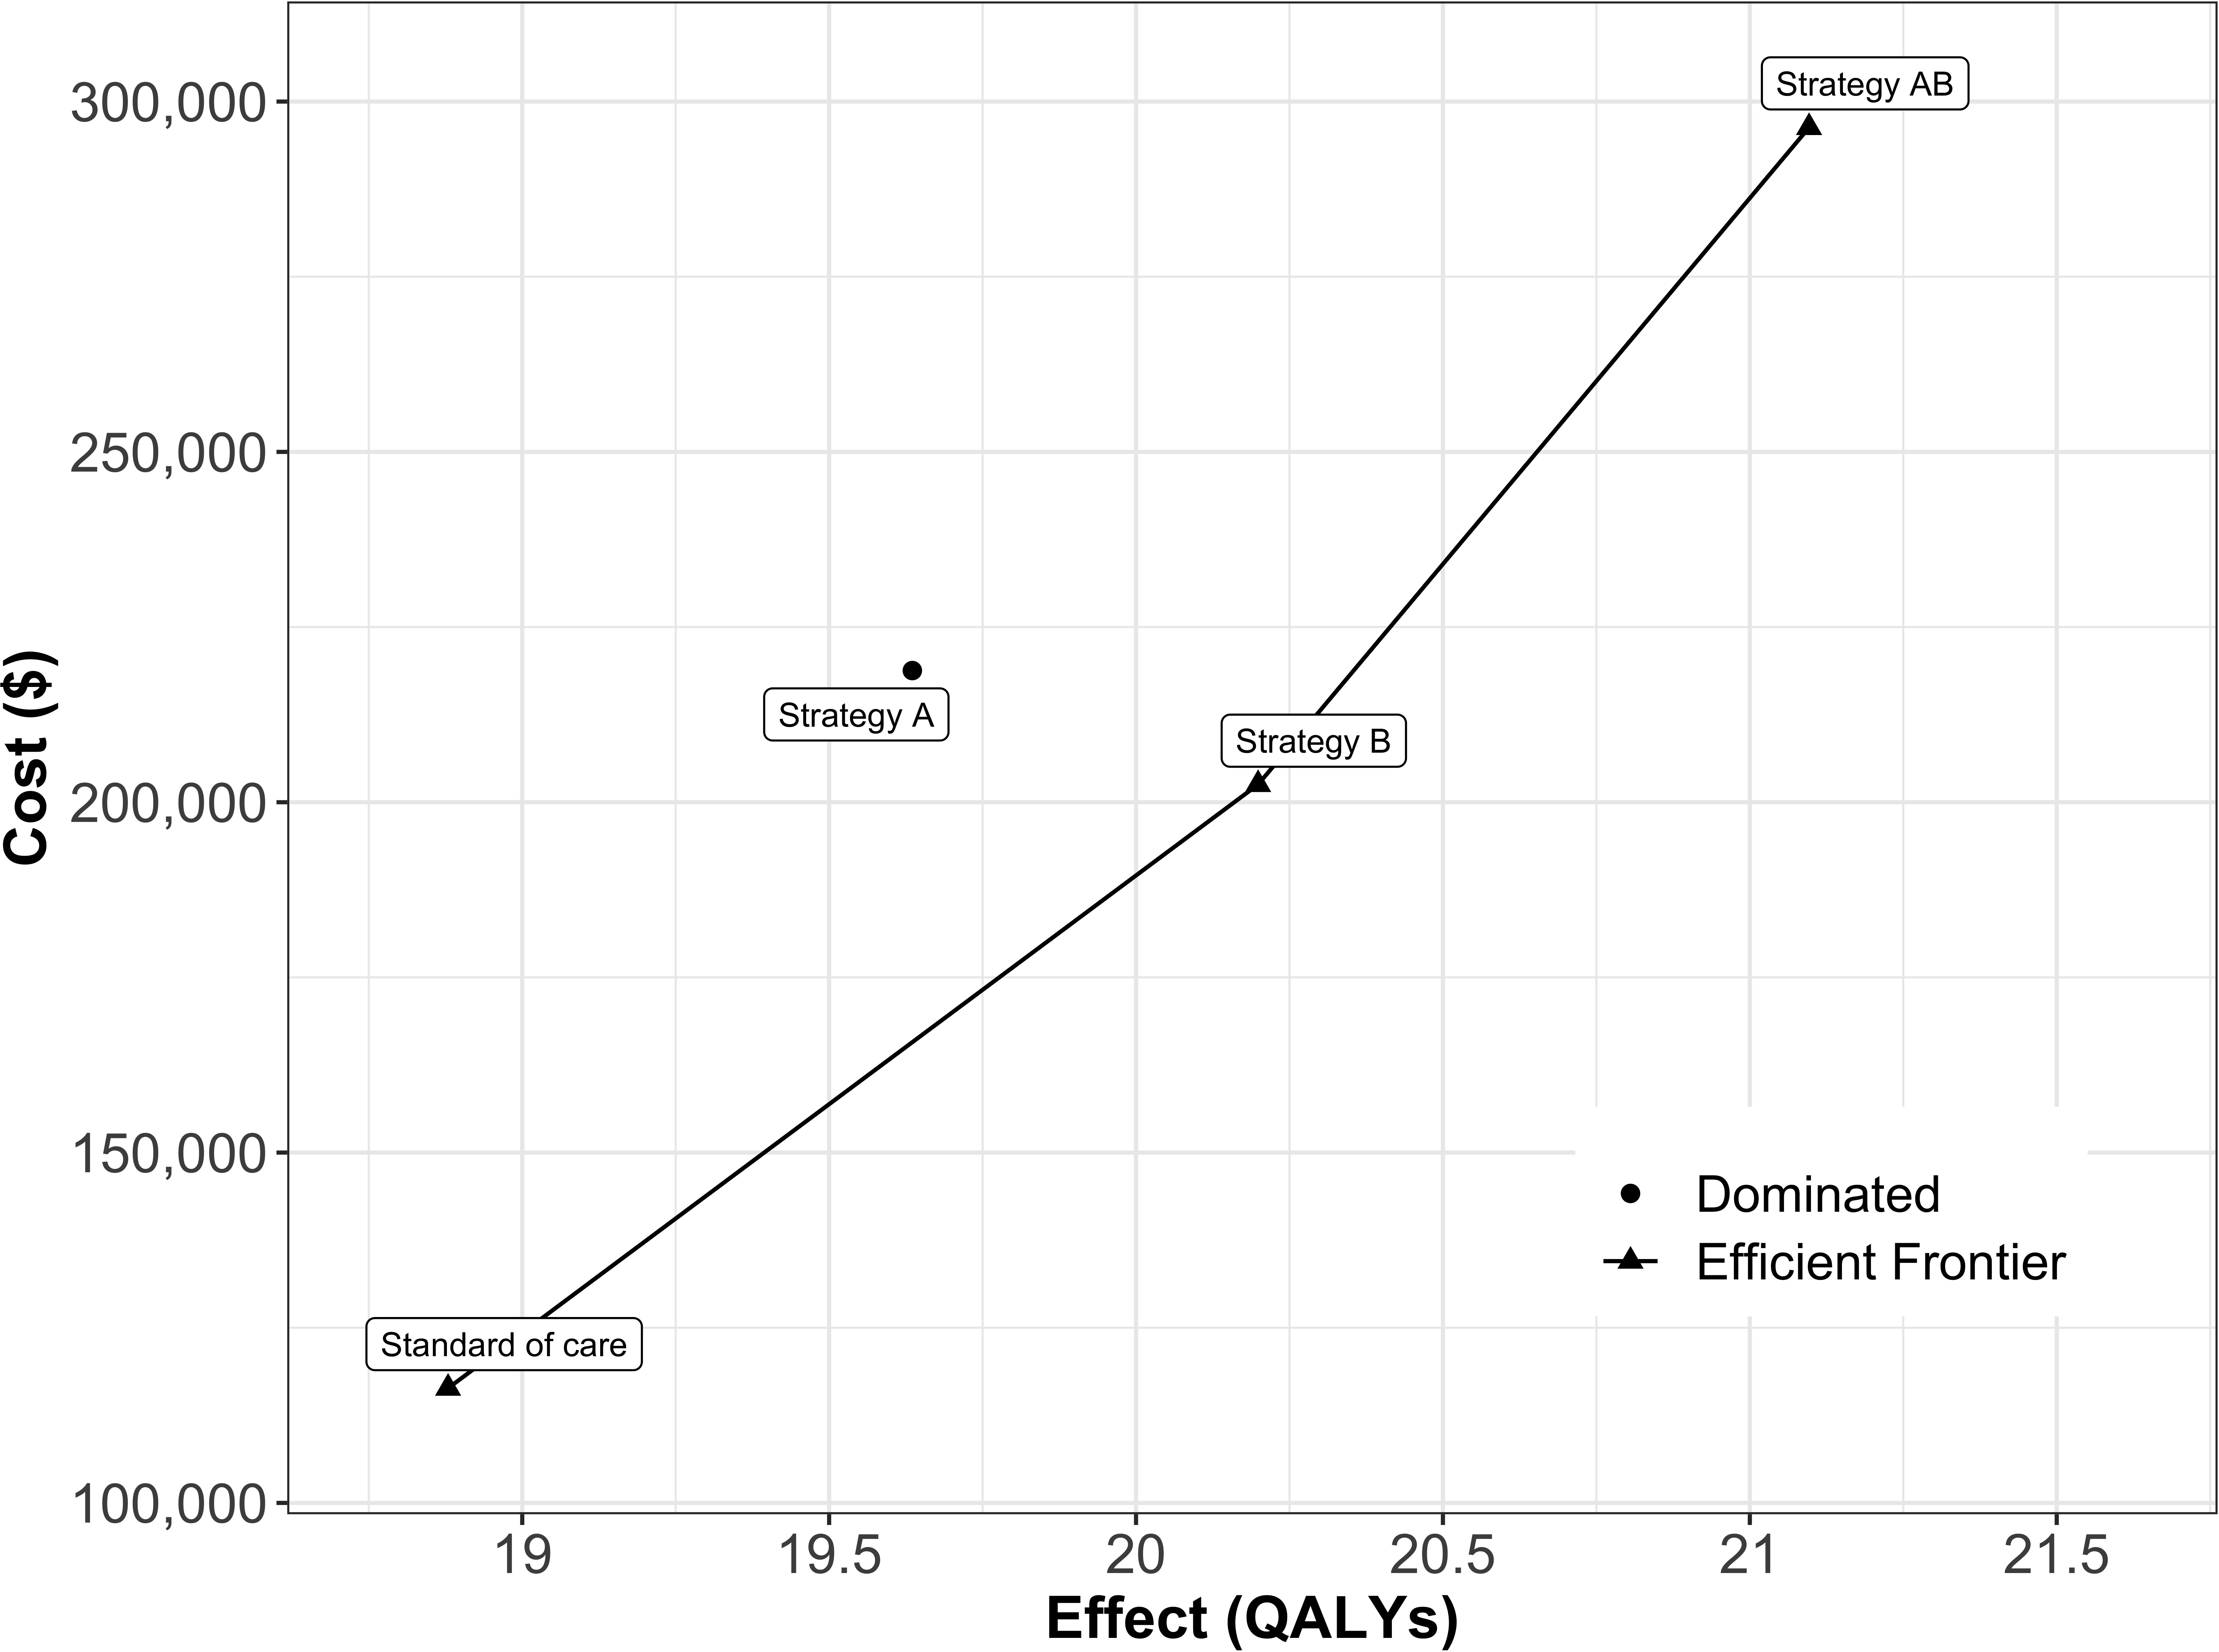 Cost ($)
300,000
250,000
200,000
150,000
100,000
Strategy AB
Strategy A
Strategy B
Standard of care
Dominated
Efficient Frontier
19 19.5 20 20.5 21 21.5
Effect (QALYs)